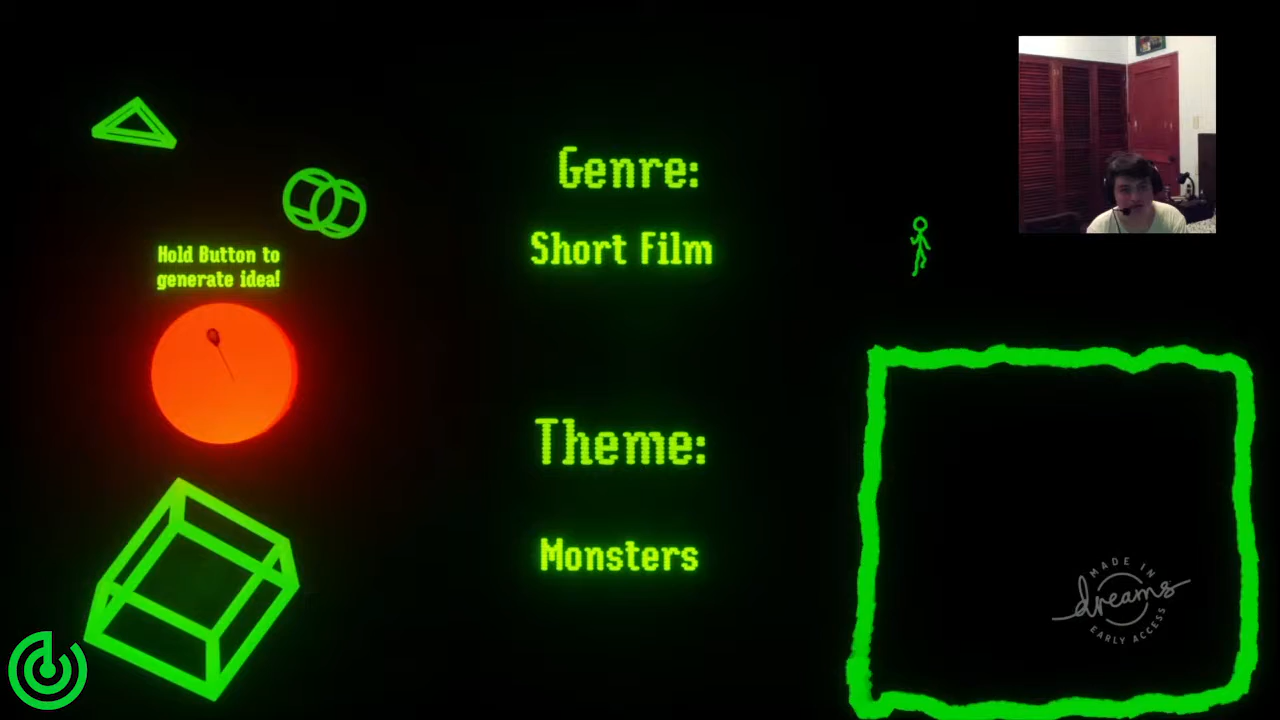 Hold Button to
generate idea!
Genre:
Short Film
Theme:
Monsters
MADE IN
dreams
EARLY ACCESS